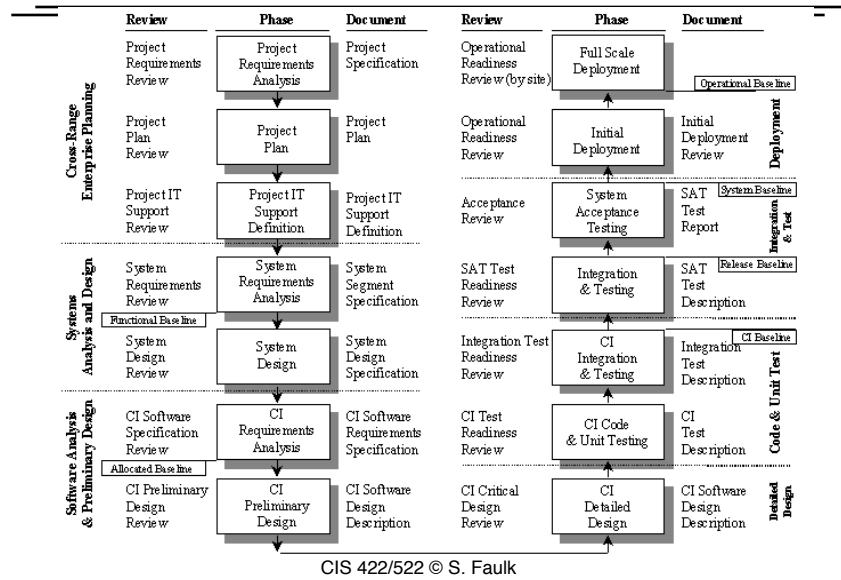 Review Phase Document Review Phase Document
Cross-Range
Enterprise Planning
Project
Requirements
Review
Project
Requirements
Analysis
Project
Specification
Project
Plan
Review
Project
Plan
Project
Plan
Project IT
Support
Review
Project IT
Support
Definition
Project IT
Support
Definition
Systems
Analysis and Design
System
Requirements
Review
System
Requirements
Analysis
System
Segment
Specification
Functional Baseline
System
Design
Review
System
Design
System
Design
Specification
Software Analysis
& Preliminary Design
CI Software
Specification
Review
CI
Requirements
Analysis
CI Software
Requirements
Specification
Allocated Baseline
CI Preliminary
Design
Review
CI
Preliminary
Design
CI Software
Design
Description
Operational
Readiness
Review (by site)
Full Scale
Deployment
Operational Baseline
Operational
Readiness
Review
Initial
Deployment
Initial
Deployment
Review
Deployment
Acceptance
Review
System
Acceptance
Testing
SAT
Test
Report
System Baseline
Integration
& Test
SAT Test
Readiness
Review
Integration
& Testing
SAT
Test
Description
Release Baseline
Integration Test
Readiness
Review
CI
Integration
& Testing
Integration
Test
Description
CI Baseline
Code & Unit Test
CI Test
Readiness
Review
CI Code
& Unit Testing
CI
Test
Description
CI Critical
Design
Review
CI
Detailed
Design
CI Software
Design
Description
Detailed
Design
CIS 422/522 © S. Faulk